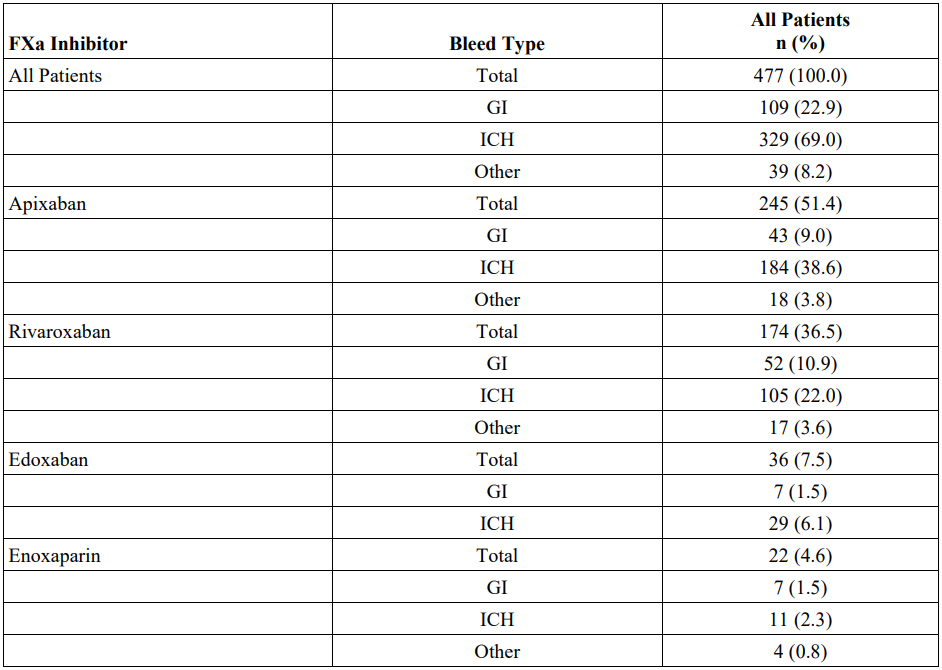 All Patients
FXa Inhibitor Bleed Type n (%)
All Patients Total 477 (100.0)
GI 109 (22.9)
ICH 329 (69.0)
Other 39 (8.2)
Apixaban Total 245 (51.4)
GI 43 (9.0)
ICH 184 (38.6)
Other 18 (3.8)
Rivaroxaban Total 174 (36.5)
GI 52 (10.9)
ICH 105 (22.0)
Other 17 (3.6)
Edoxaban Total 36 (7.5)
GI 7 (1.5)
ICH 29 (6.1)
Enoxaparin Total 22 (4.6)
GI 7 (1.5)
ICH 11 (2.3)
Other 4 (0.8)